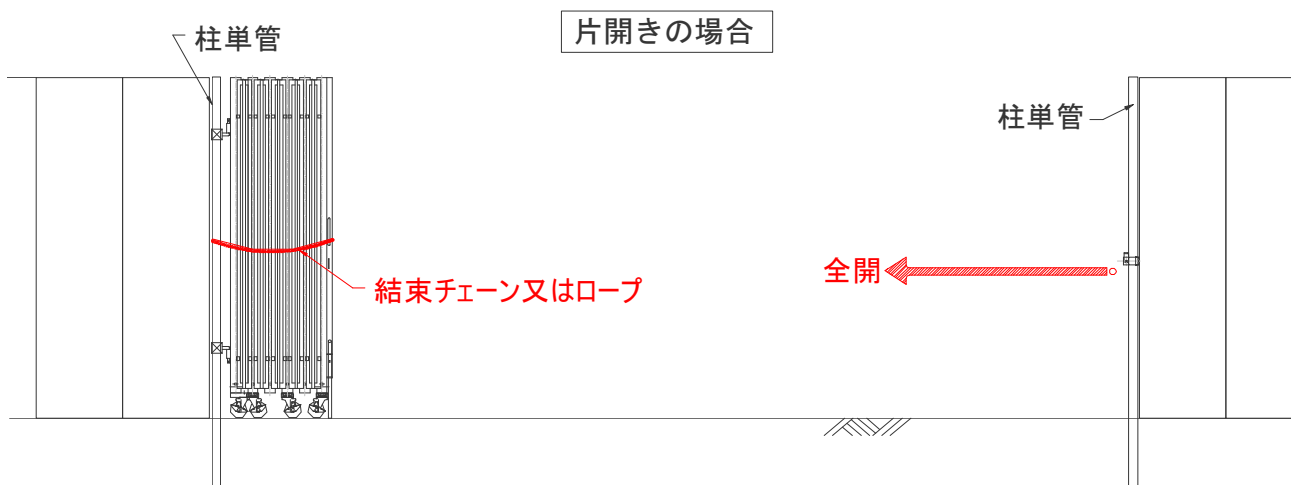 片開きの場合
柱単管
柱単管
全開
結束チェーン又はロープ